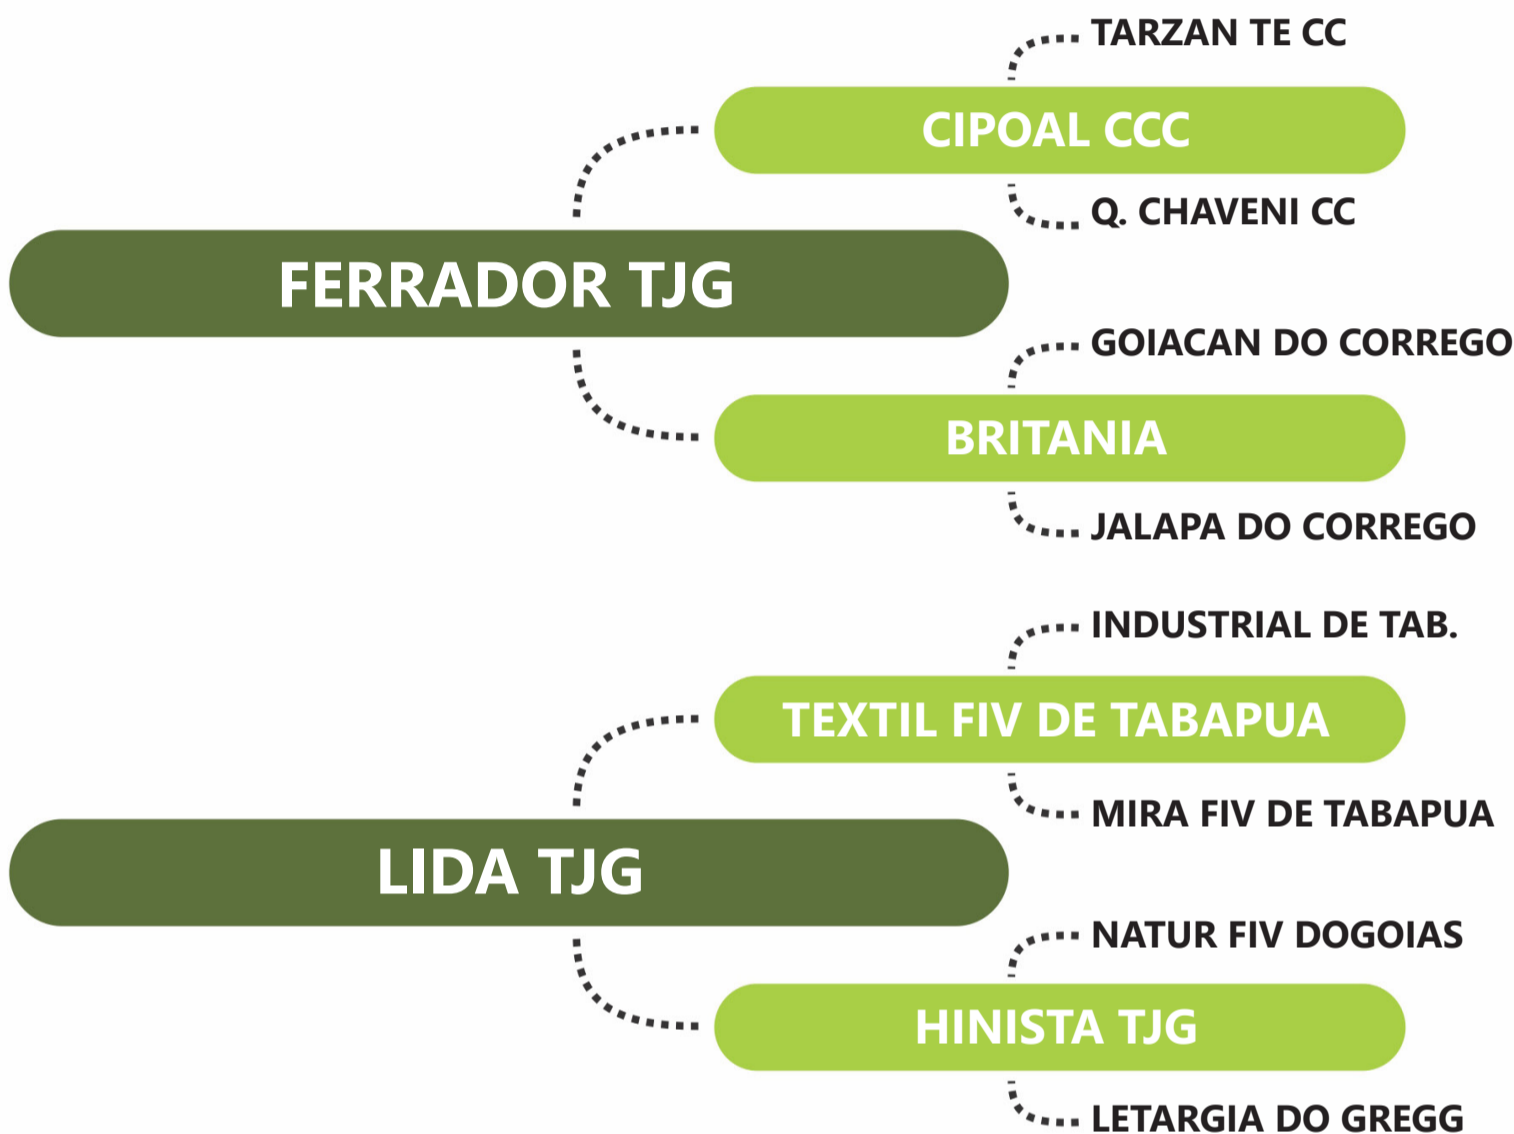 TARZAN TE CC
CIPOAL CCC
Q. CHAVENI CC
FERRADOR TJG
GOIACAN DO CORREGO
BRITANIA
JALAPA DO CORREGO
INDUSTRIAL DE TAB.
TEXTIL FIV DE TABAPUA
MIRA FIV DE TABAPUA
LIDA TJG
NATUR FIV DOGOIAS
HINISTA TJG
LETARGIA DO GREGG